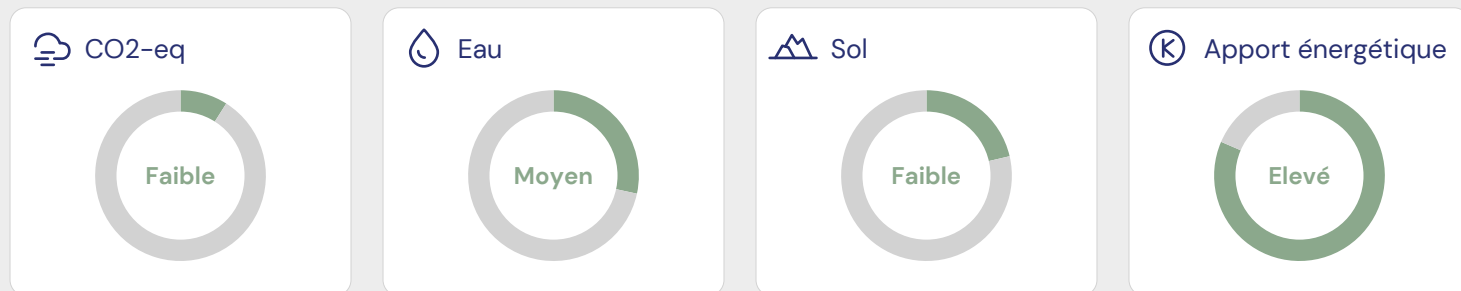 CO2-eq
Faible
Eau
Moyen
Sol
Faible
Apport énergétique
Elevé